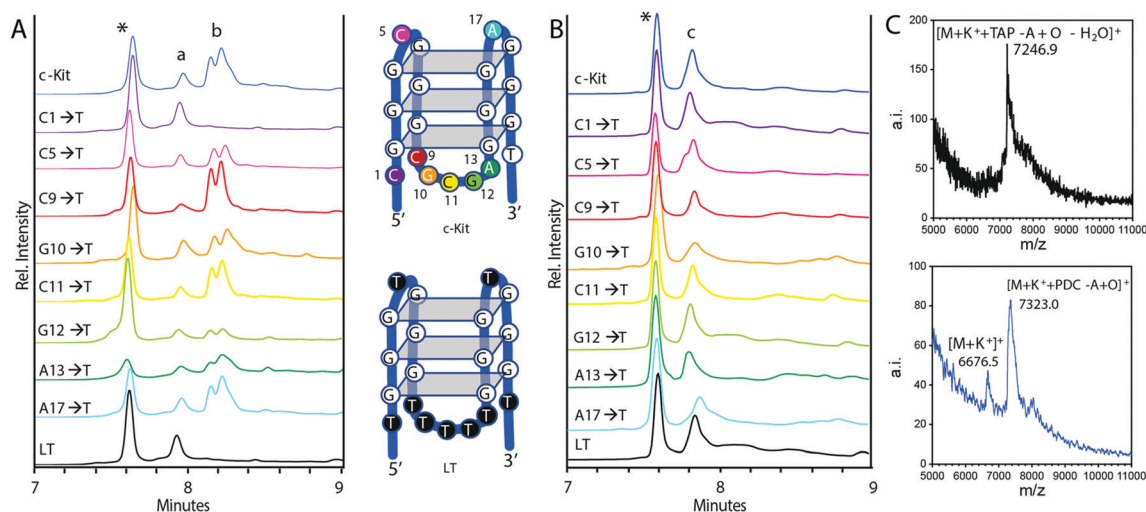 A
*
a
b
c-Kit
C1→T
C5→T
C9→T
G10→T
C11→T
G12→T
A13→T
A17→T
LT
Rel. Intensity
7
8
9
Minutes
5
17
C
A
G
G
G
G
G
G
G
G
G
G
G
G
T
1
C
C
9
G
10
C
11
G
12
13
A
5'
3'
c-Kit
T
T
G
G
G
G
G
G
G
G
G
G
G
G
T
T
T
T
T
T
T
5'
3'
LT
B
*
c
c-Kit
C1→T
C5→T
C9→T
G10→T
C11→T
G12→T
A13→T
A17→T
LT
Rel. Intensity
7
8
9
Minutes
C
[M+K⁺+TAP -A + O - H₂O]⁺
7246.9
200
150
100
50
0
a.i.
5000 6000 7000 8000 9000 10000 11000
m/z
[M+K⁺+PDC -A+O]⁺
7323.0
[M+K⁺]⁺
6676.5
100
80
60
40
20
0
a.i.
5000 6000 7000 8000 9000 10000 11000
m/z